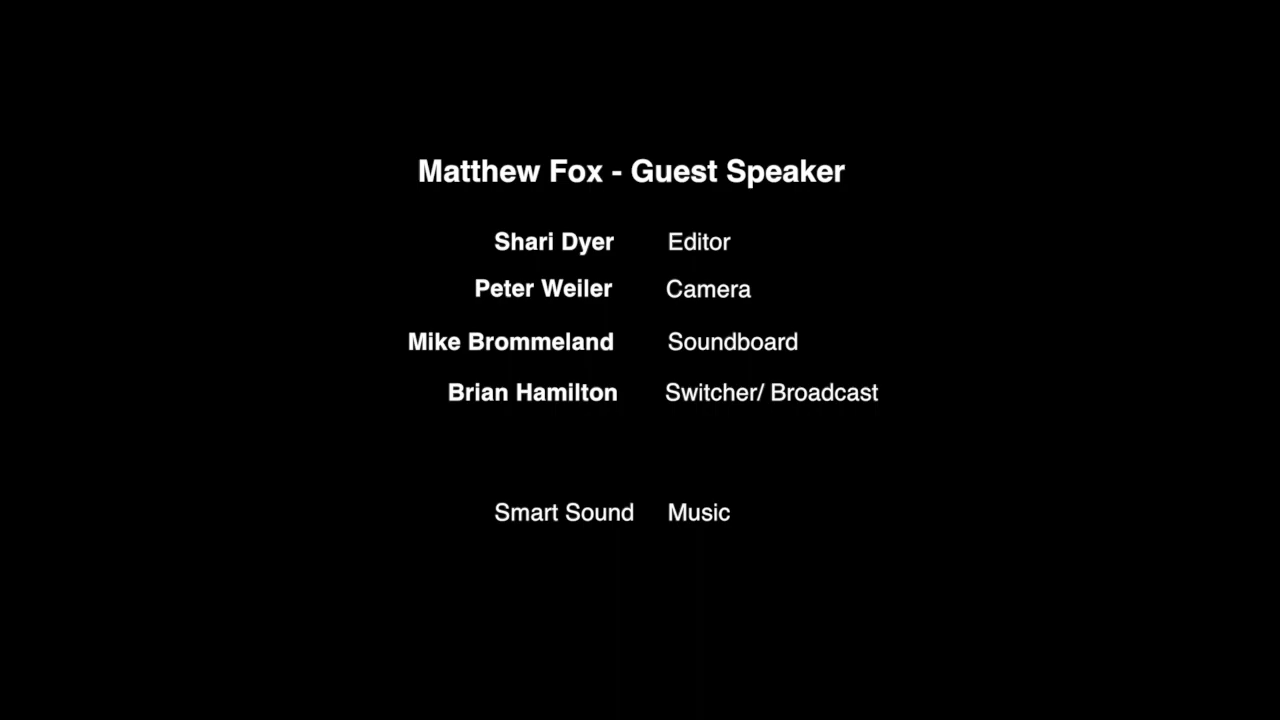 Matthew Fox - Guest Speaker
Shari Dyer Editor
Peter Weiler Camera
Mike Brommeland Soundboard
Brian Hamilton Switcher/ Broadcast
Smart Sound Music